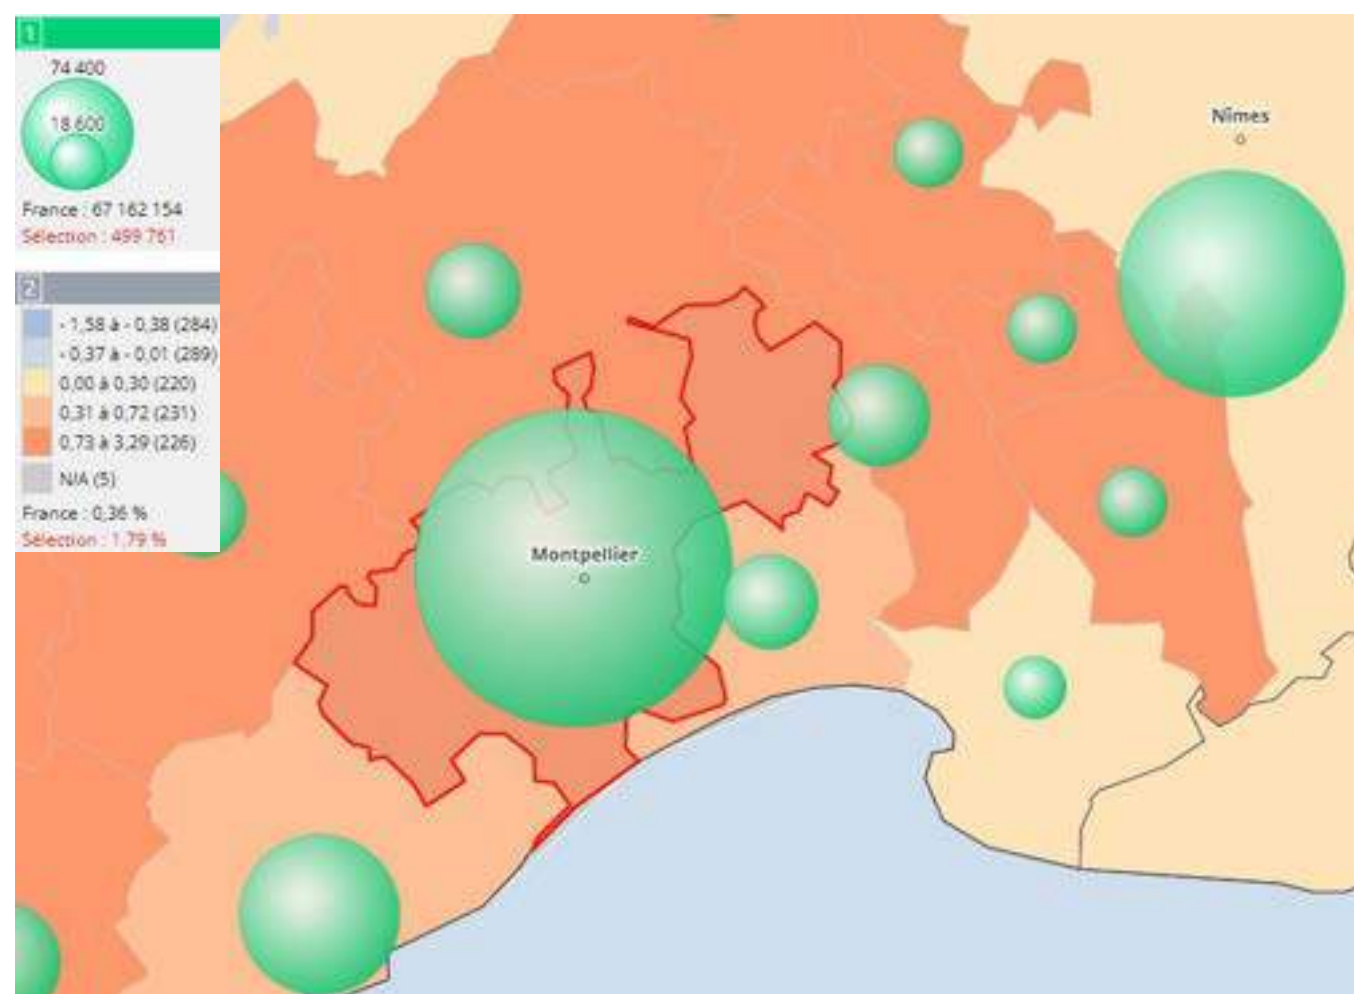 1
74 400
18 600
France : 67 162 154
Sélection : 499 761
2
- 1,58 à - 0,38 (284)
- 0,37 à - 0,01 (289)
0,00 à 0,30 (220)
0,31 à 0,72 (231)
0,73 à 3,29 (226)
N/A (5)
France : 0,36 %
Sélection : 1,79 %
Nîmes
Montpellier